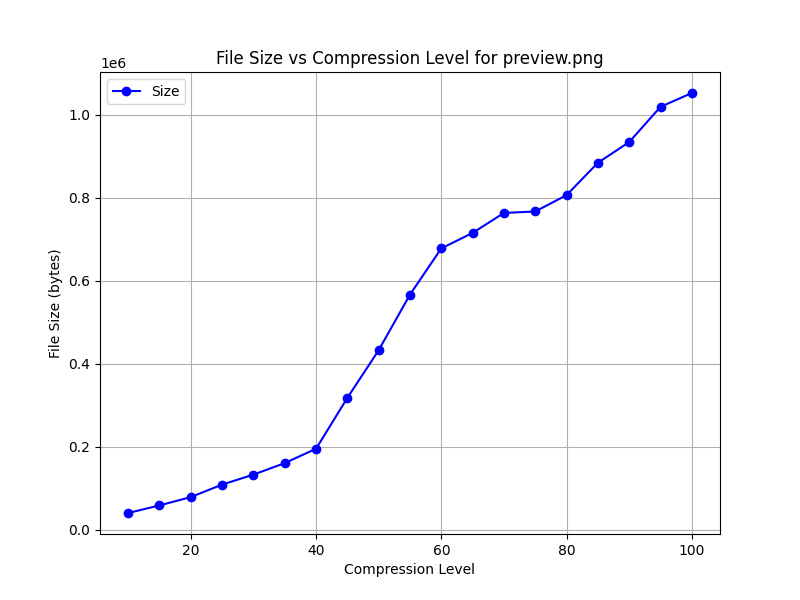 File Size vs Compression Level for preview.png
1e6
Size
1.0
0.8
0.6
0.4
0.2
0.0
File Size (bytes)
20 40 60 80 100
Compression Level